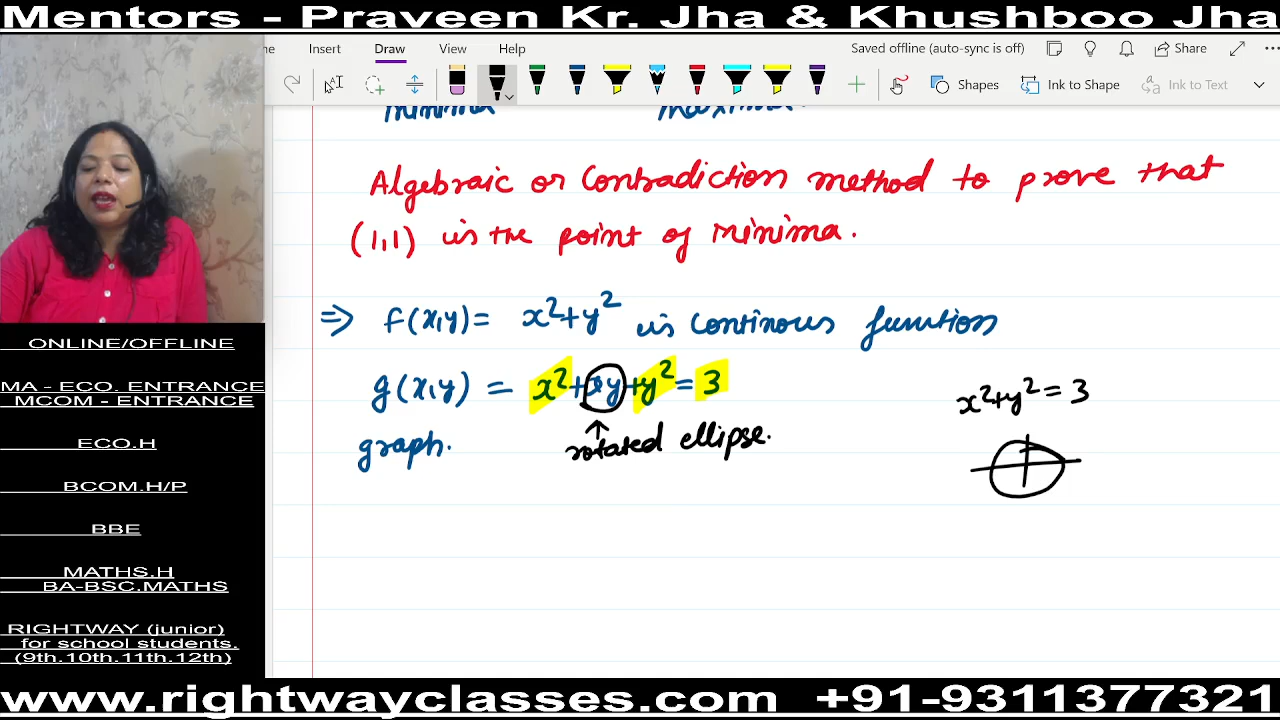 Mentors - Praveen Kr. Jha & Khushboo Jha
Insert Draw View Help Saved offline (auto-sync is off) Share
Shapes Ink to Shape Ink to Text
minima maxima.
Algebraic or Contradiction method to prove that
(1,1) is the point of minima.
⇒ f(x,y) = x²+y² is continous function
g(x,y) = x²+xy+y² = 3
x²+y² = 3
graph. ↑ rotated ellipse.
ONLINE/OFFLINE
MA - ECO. ENTRANCE
MCOM - ENTRANCE
ECO.H
BCOM.H/P
BBE
MATHS.H
BA-BSC.MATHS
RIGHTWAY (junior)
for school students.
(9th.10th.11th.12th)
www.rightwayclasses.com +91-9311377321